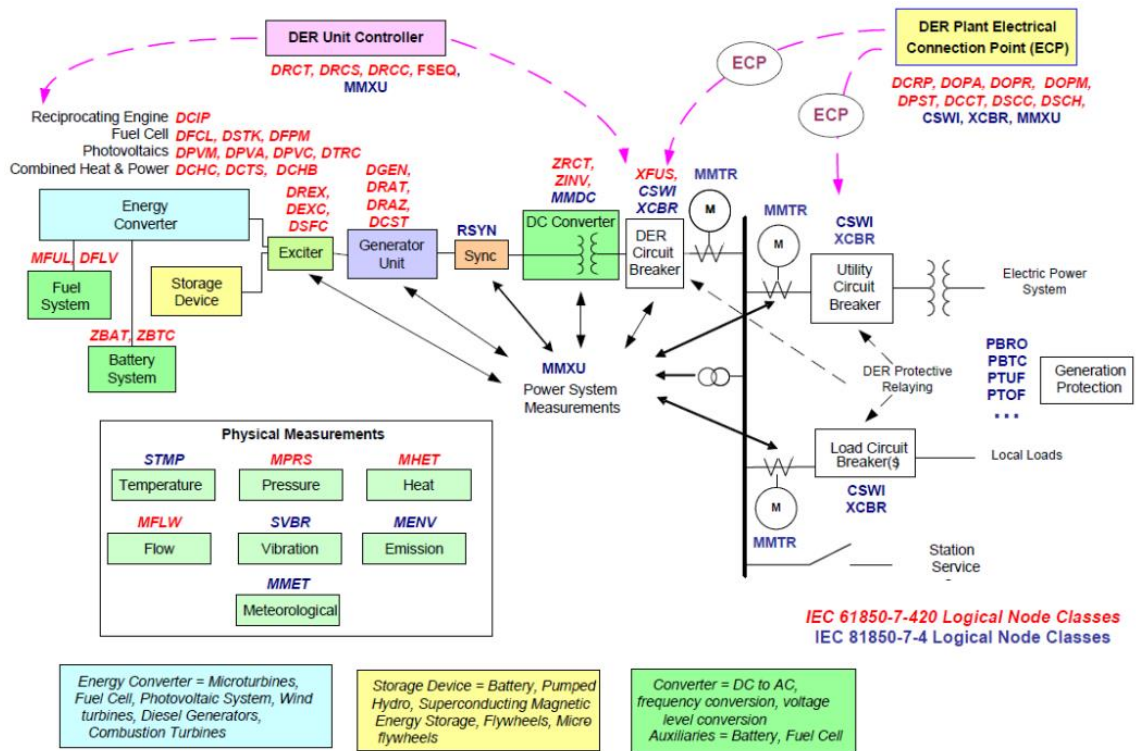 DER Unit Controller
DRCT, DRCS, DRCC, FSEQ,
MMXU
ECP
ECP
DER Plant Electrical
Connection Point (ECP)
DCRP, DOPA, DOPR, DOPM,
DPST, DCCT, DSCC, DSCH,
CSWI, XCBR, MMXU
Reciprocating Engine DCIP
Fuel Cell DFCL, DSTK, DFPM
Photovoltaics DPVM, DPVA, DPVC, DTRC
Combined Heat & Power DCHC, DCTS, DCHB
Energy
Converter
MFUL, DFLV
Fuel
System
Storage
Device
ZBAT, ZBTC
Battery
System
DREX,
DEXC,
DSFC
Exciter
DGEN,
DRAT,
DRAZ,
DCST
Generator
Unit
RSYN
Sync
ZRCT,
ZINV,
MMDC
DC Converter
XFUS,
CSWI
XCBR
DER
Circuit
Breaker
MMTR
M
MMTR
M
CSWI
XCBR
Utility
Circuit
Breaker
Electric Power
System
MMXU
Power System
Measurements
DER Protective
Relaying
PBRO
PBTC
PTUF
PTOF
...
Generation
Protection
Load Circuit
Breaker(s)
Local Loads
CSWI
XCBR
M
MMTR
Station
Service
Physical Measurements
STMP
Temperature
MPRS
Pressure
MHET
Heat
MFLW
Flow
SVBR
Vibration
MENV
Emission
MMET
Meteorological
IEC 61850-7-420 Logical Node Classes
IEC 81850-7-4 Logical Node Classes
Energy Converter = Microturbines,
Fuel Cell, Photovoltaic System, Wind
turbines, Diesel Generators,
Combustion Turbines
Storage Device = Battery, Pumped
Hydro, Superconducting Magnetic
Energy Storage, Flywheels, Micro
flywheels
Converter = DC to AC,
frequency conversion, voltage
level conversion
Auxiliaries = Battery, Fuel Cell